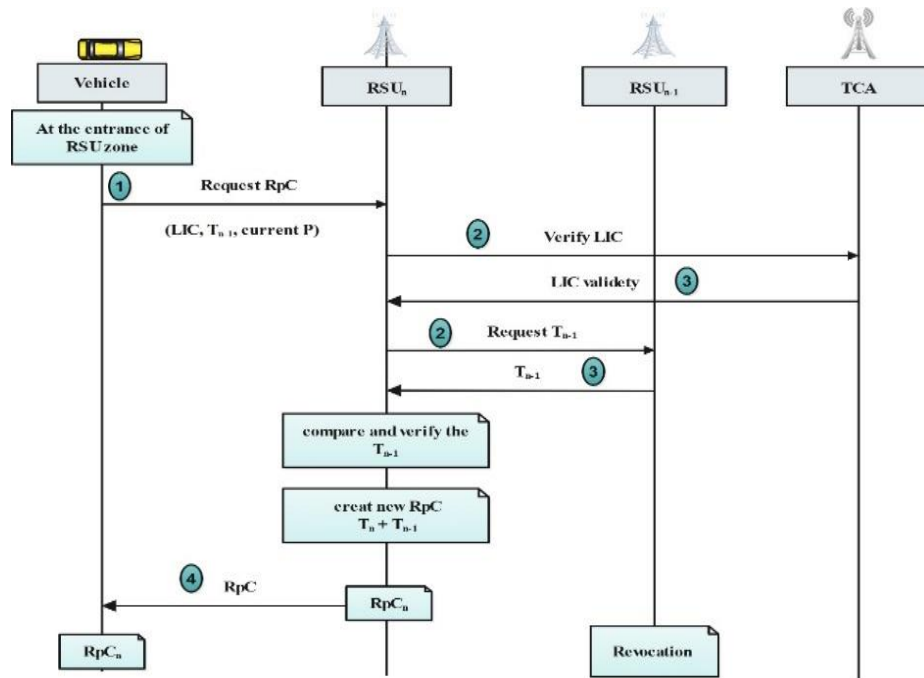 Vehicle
RSUₙ
RSUₙ₋₁
TCA
At the entrance of
RSU zone
1
Request RpC
(LIC, Tₙ₋₁, current P)
2
Verify LIC
LIC validety
3
2
Request Tₙ₋₁
Tₙ₋₁
3
compare and verify the
Tₙ₋₁
creat new RpC
Tₙ + Tₙ₋₁
4
RpC
RpCₙ
RpCₙ
Revocation